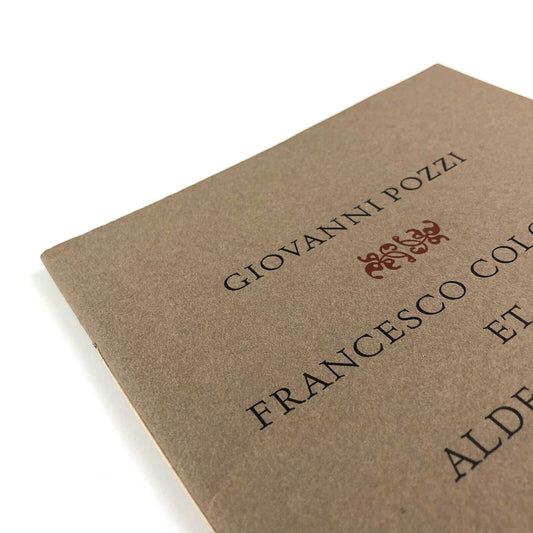 GIOVANNI POZZI
FRANCESCO COLO
ET
ALDE